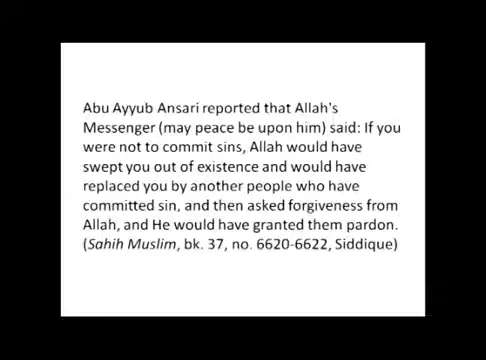 Abu Ayyub Ansari reported that Allah's
Messenger (may peace be upon him) said: If you
were not to commit sins, Allah would have
swept you out of existence and would have
replaced you by another people who have
committed sin, and then asked forgiveness from
Allah, and He would have granted them pardon.
(Sahih Muslim, bk. 37, no. 6620-6622, Siddique)